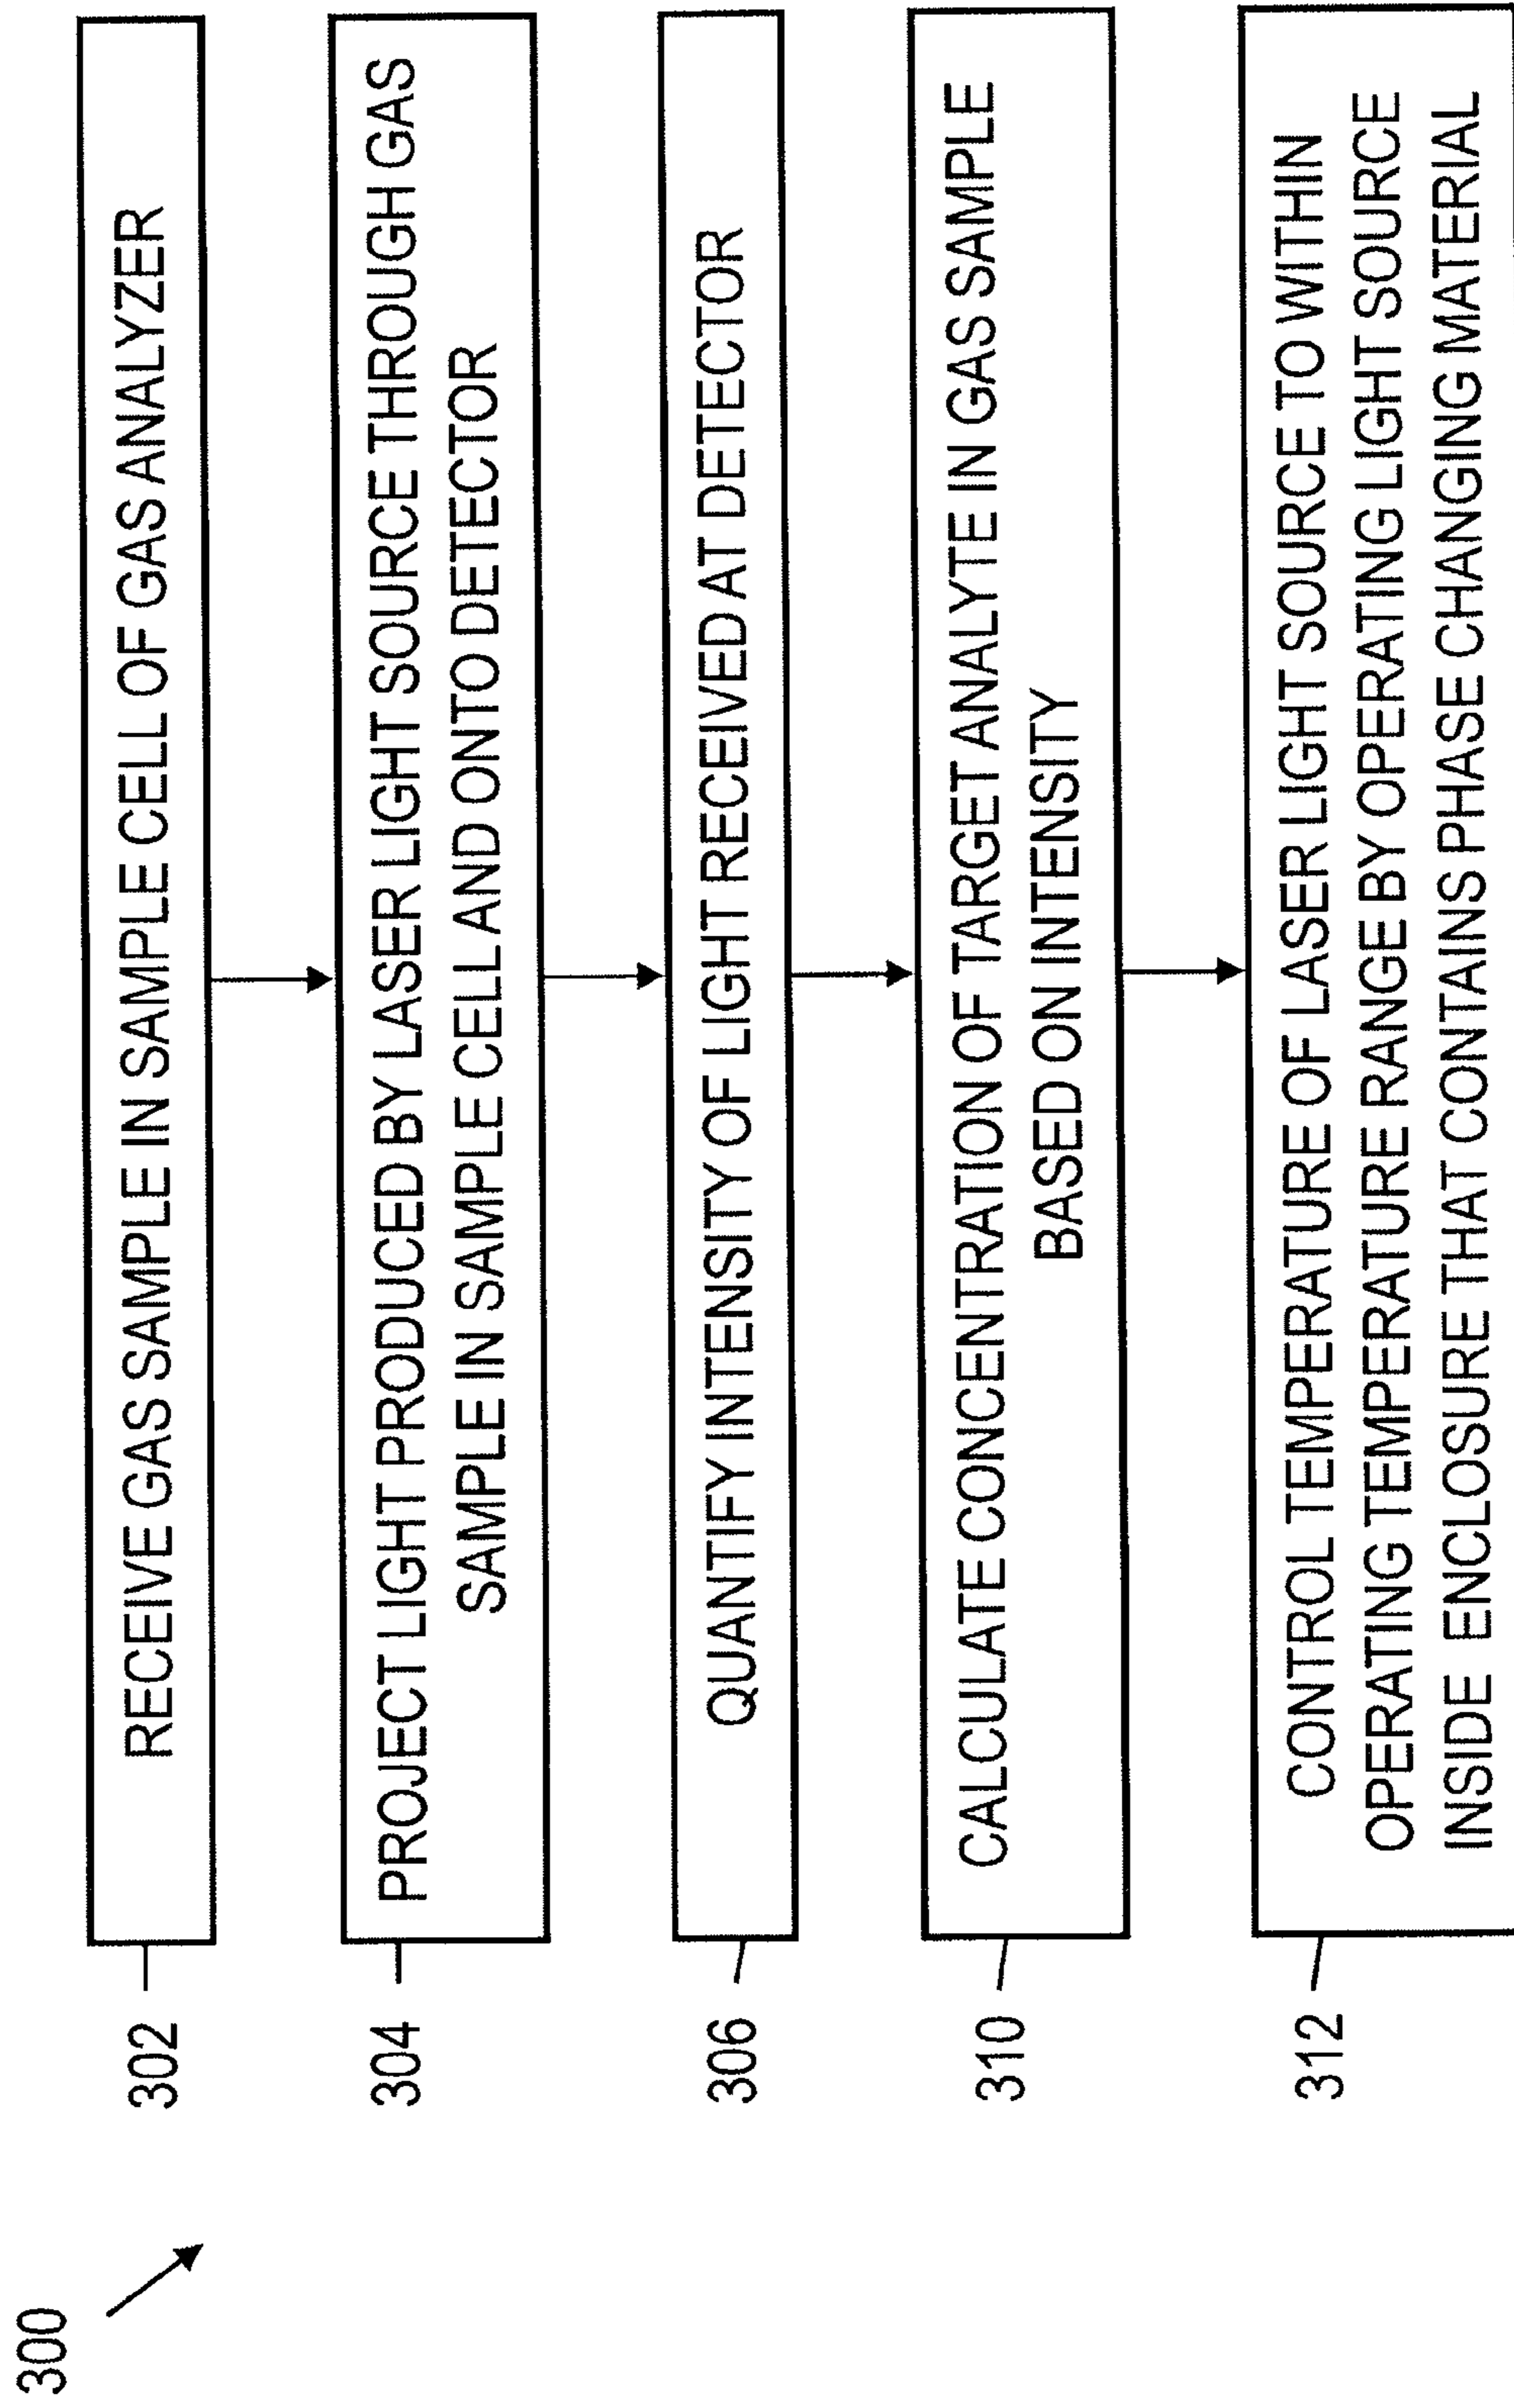 300
302
RECEIVE GAS SAMPLE IN SAMPLE CELL OF GAS ANALYZER
304
PROJECT LIGHT PRODUCED BY LASER LIGHT SOURCE THROUGH GAS
SAMPLE IN SAMPLE CELL AND ONTO DETECTOR
306
QUANTIFY INTENSITY OF LIGHT RECEIVED AT DETECTOR
310
CALCULATE CONCENTRATION OF TARGET ANALYTE IN GAS SAMPLE
BASED ON INTENSITY
312
CONTROL TEMPERATURE OF LASER LIGHT SOURCE TO WITHIN
OPERATING TEMPERATURE RANGE BY OPERATING LIGHT SOURCE
INSIDE ENCLOSURE THAT CONTAINS PHASE CHANGING MATERIAL